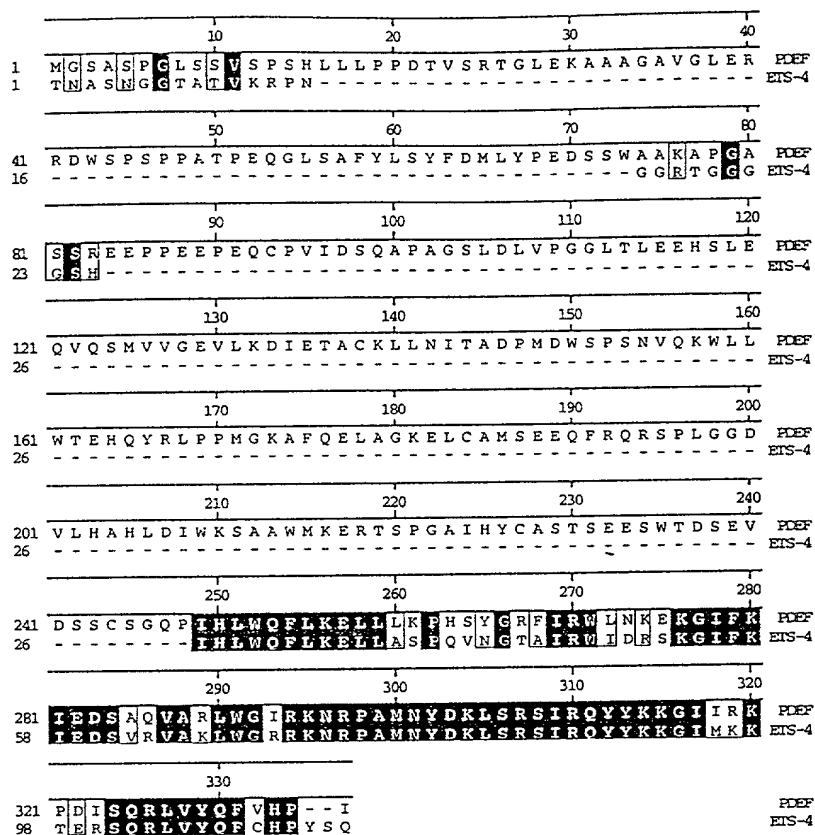 10 20 30 40
1 M G S A S P G L S S V S P S H L L L P P D T V S R T G L E K A A A G A V G L E R PDEF
1 T N A S N G G T A T V K R P N - - - - - - - - - - - - - - - - - - - - - - - - - ETS-4
50 60 70 80
41 R D W S P S P P A T P E Q G L S A F Y L S Y F D M L Y P E D S S W A A K A P G A PDEF
16 - - - - - - - - - - - - - - - - - - - - - - - - - - - - - - - - - G G R T G G G ETS-4
90 100 110 120
81 S S R E E P P E E P E Q C P V I D S Q A P A G S L D L V P G G L T L E E H S L E PDEF
23 G S H - - - - - - - - - - - - - - - - - - - - - - - - - - - - - - - - - - - - - ETS-4
130 140 150 160
121 Q V Q S M V V G E V L K D I E T A C K L L N I T A D P M D W S P S N V Q K W L L PDEF
26 - - - - - - - - - - - - - - - - - - - - - - - - - - - - - - - - - - - - - - - - ETS-4
170 180 190 200
161 W T E H Q Y R L P P M G K A F Q E L A G K E L C A M S E E Q F R Q R S P L G G D PDEF
26 - - - - - - - - - - - - - - - - - - - - - - - - - - - - - - - - - - - - - - - - ETS-4
210 220 230 240
201 V L H A H L D I W K S A A W M K E R T S P G A I H Y C A S T S E E S W T D S E V PDEF
26 - - - - - - - - - - - - - - - - - - - - - - - - - - - - - - - - - - - - - - - - ETS-4
250 260 270 280
241 D S S C S G Q P I H L W Q F L K E L L L K P H S Y G R F I R W L N K E K G I F K PDEF
26 - - - - - - - - I H L W Q F L K E L L A S P Q V N G T A I R W I D R S K G I F K ETS-4
290 300 310 320
281 I E D S A Q V A R L W G I R K N R P A M N Y D K L S R S I R Q Y Y K K G I I R K PDEF
58 I E D S V R V A K L W G R R K N R P A M N Y D K L S R S I R Q Y Y K K G I M K K ETS-4
330
321 P D I S Q R L V Y Q F V H P - - I PDEF
98 T E R S Q R L V Y Q F C H P Y S Q ETS-4